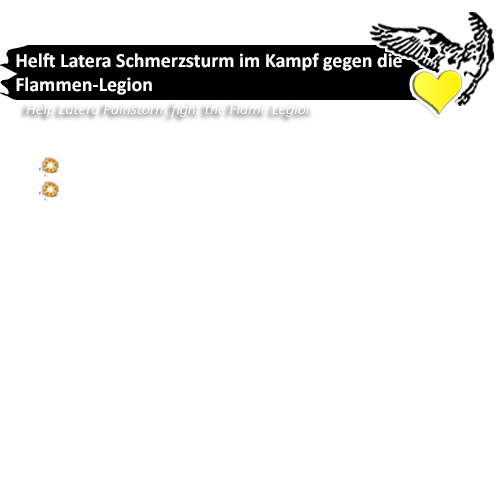 Helft Latera Schmerzsturm im Kampf gegen die
Flammen-Legion
Help Latera Painstorm fight the Flame Legion